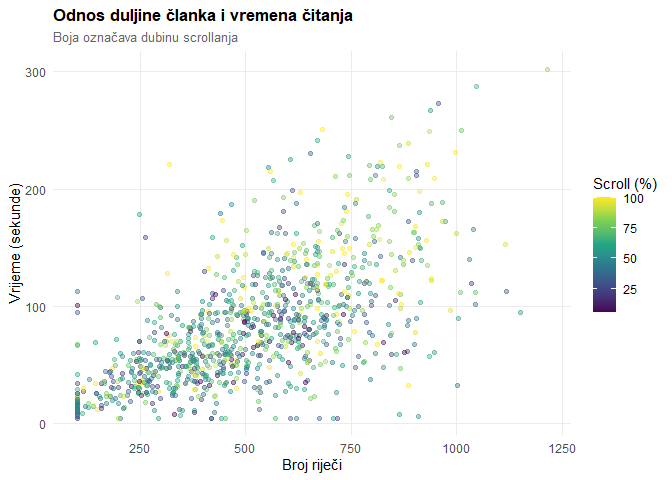 Odnos duljine članka i vremena čitanja
Boja označava dubinu scrollanja
Vrijeme (sekunde)
300
200
100
0
250
500
750
1000
1250
Broj riječi
Scroll (%)
100
75
50
25